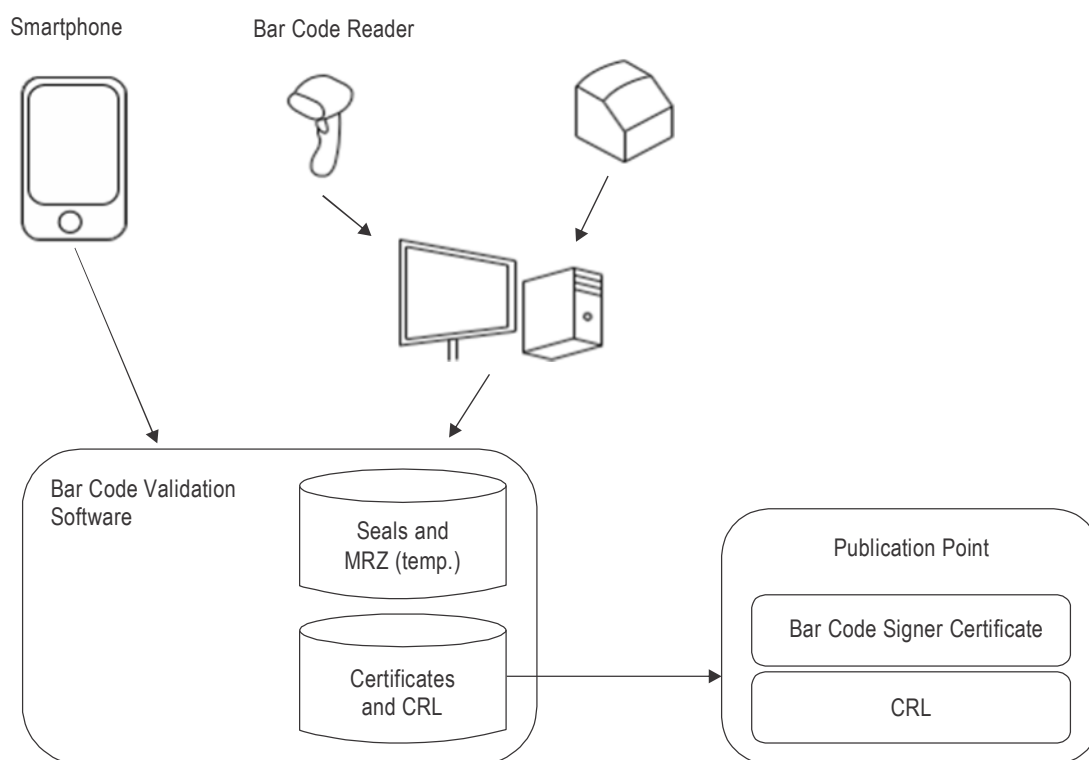 Smartphone
Bar Code Reader
Bar Code Validation
Software
Seals and
MRZ (temp.)
Certificates
and CRL
Publication Point
Bar Code Signer Certificate
CRL